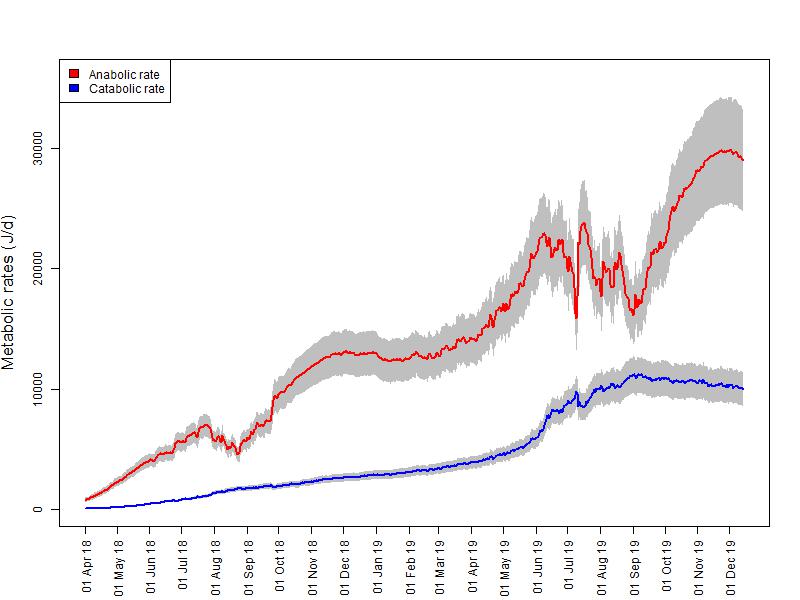 Anabolic rate
Catabolic rate
Metabolic rates (J/d)
30000
20000
10000
0
01 Apr 18
01 May 18
01 Jun 18
01 Jul 18
01 Aug 18
01 Sep 18
01 Oct 18
01 Nov 18
01 Dec 18
01 Jan 19
01 Feb 19
01 Mar 19
01 Apr 19
01 May 19
01 Jun 19
01 Jul 19
01 Aug 19
01 Sep 19
01 Oct 19
01 Nov 19
01 Dec 19